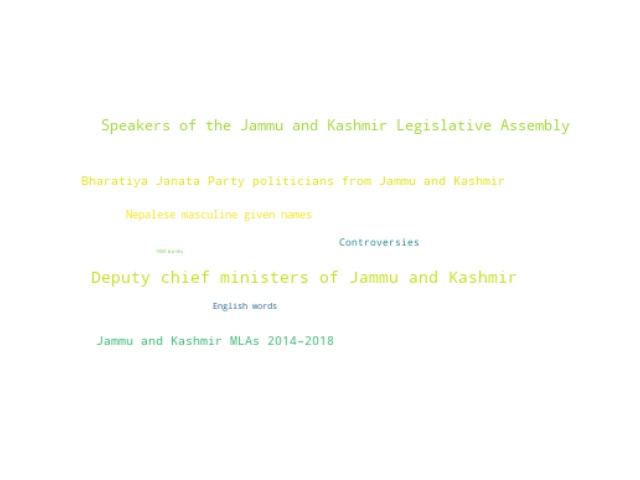 Speakers of the Jammu and Kashmir Legislative Assembly
Bharatiya Janata Party politicians from Jammu and Kashmir
Nepalese masculine given names
Controversies
Deputy chief ministers of Jammu and Kashmir
English words
Jammu and Kashmir MLAs 2014–2018